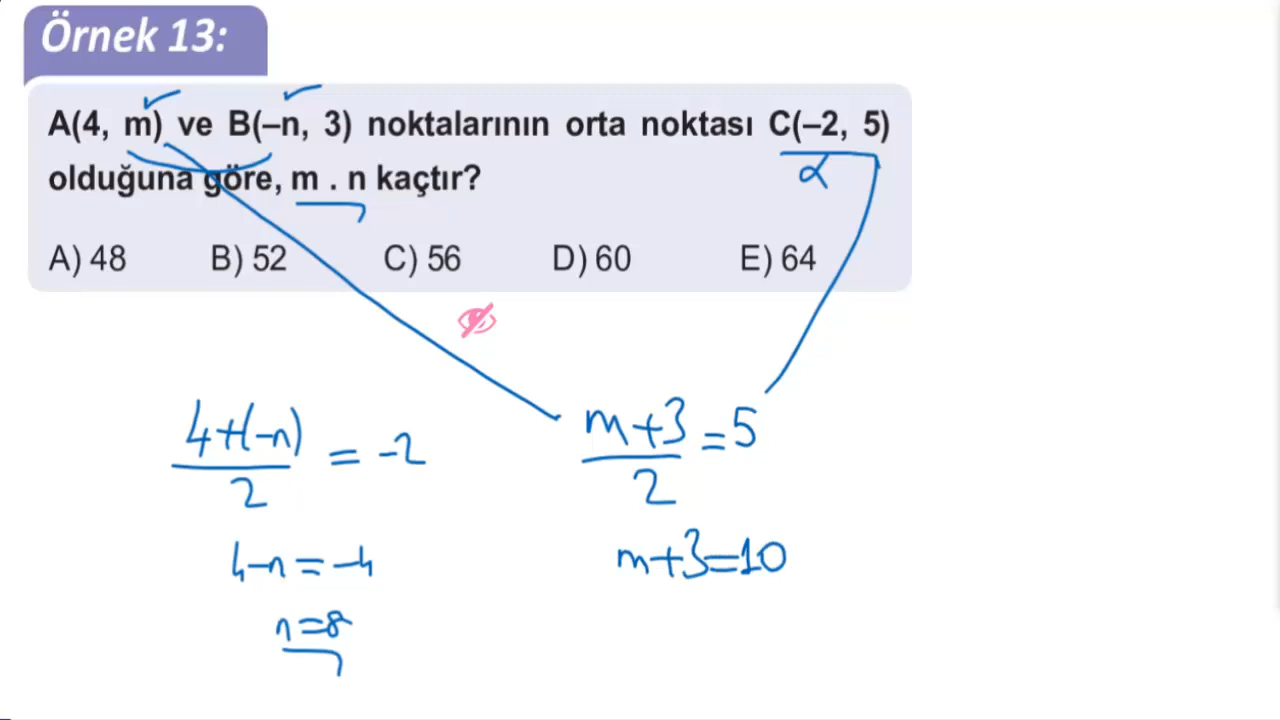 Örnek 13:
A(4, m) ve B(–n, 3) noktalarının orta noktası C(–2, 5)
olduğuna göre, m . n kaçtır?
A) 48 B) 52 C) 56 D) 60 E) 64
α
4+(-n)/2 = -2
4-n=-4
n=8
m+3/2 =5
m+3=10